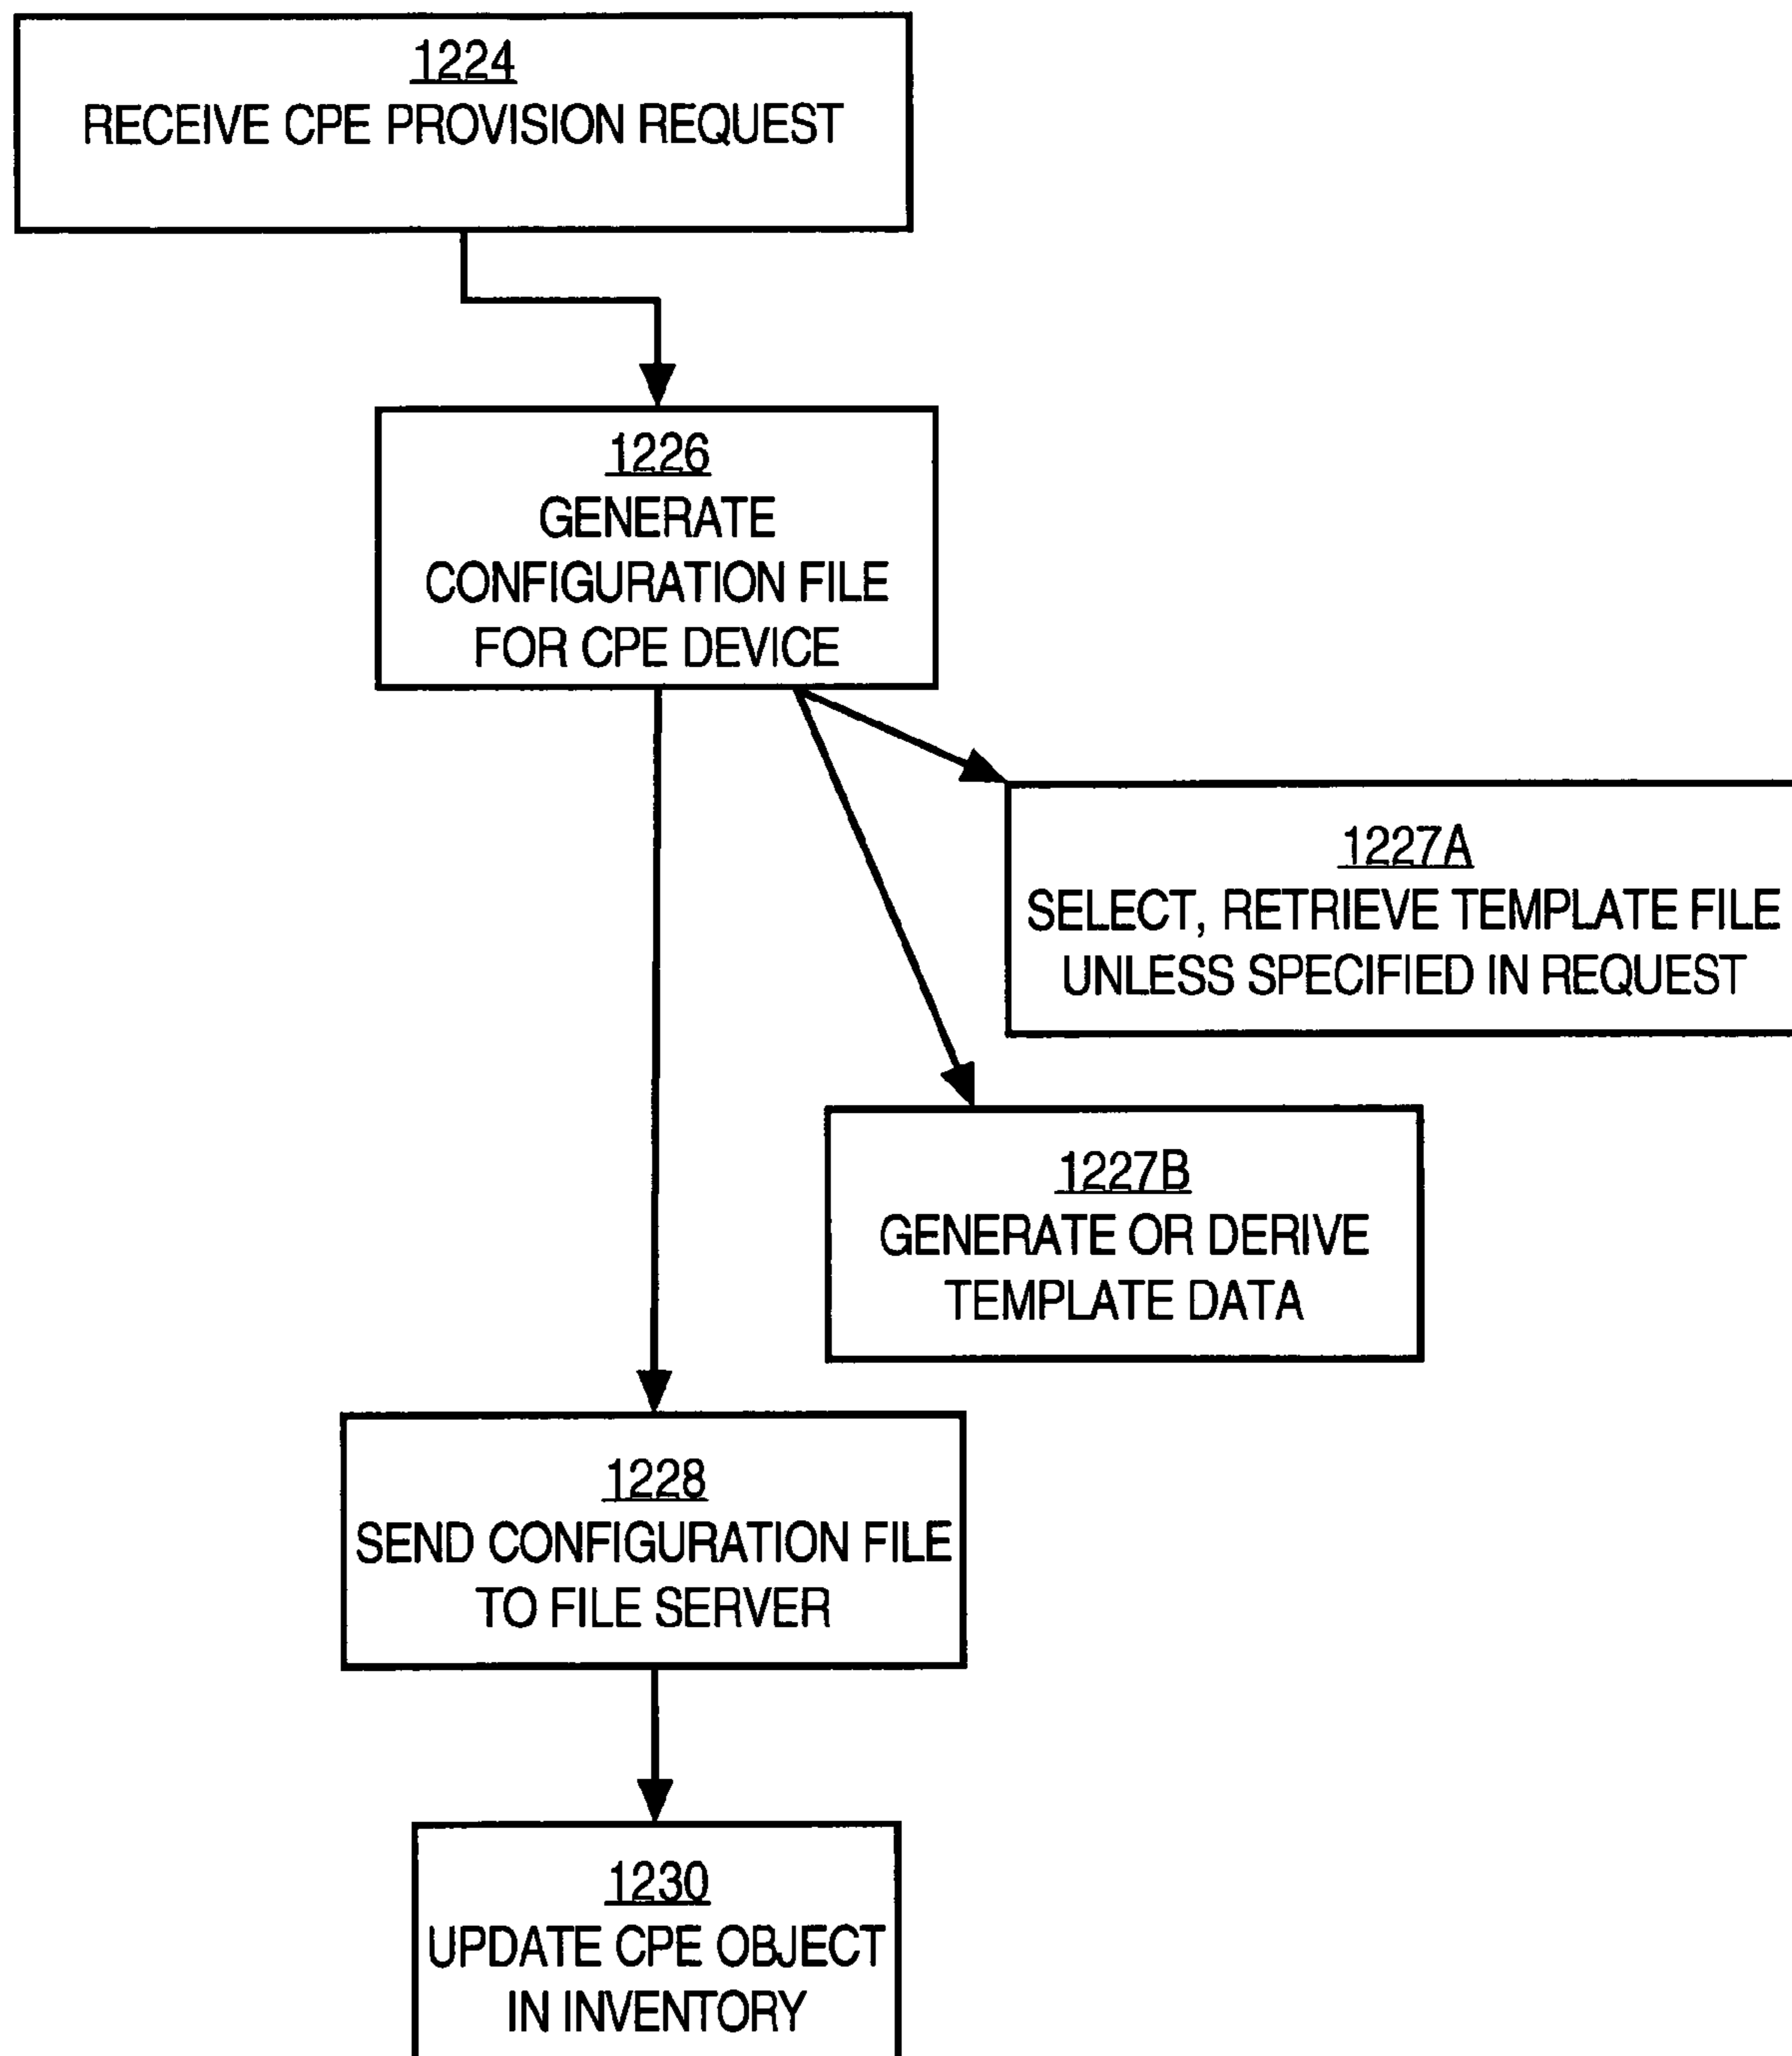 1224
RECEIVE CPE PROVISION REQUEST
1226
GENERATE
CONFIGURATION FILE
FOR CPE DEVICE
1227A
SELECT, RETRIEVE TEMPLATE FILE
UNLESS SPECIFIED IN REQUEST
1227B
GENERATE OR DERIVE
TEMPLATE DATA
1228
SEND CONFIGURATION FILE
TO FILE SERVER
1230
UPDATE CPE OBJECT
IN INVENTORY